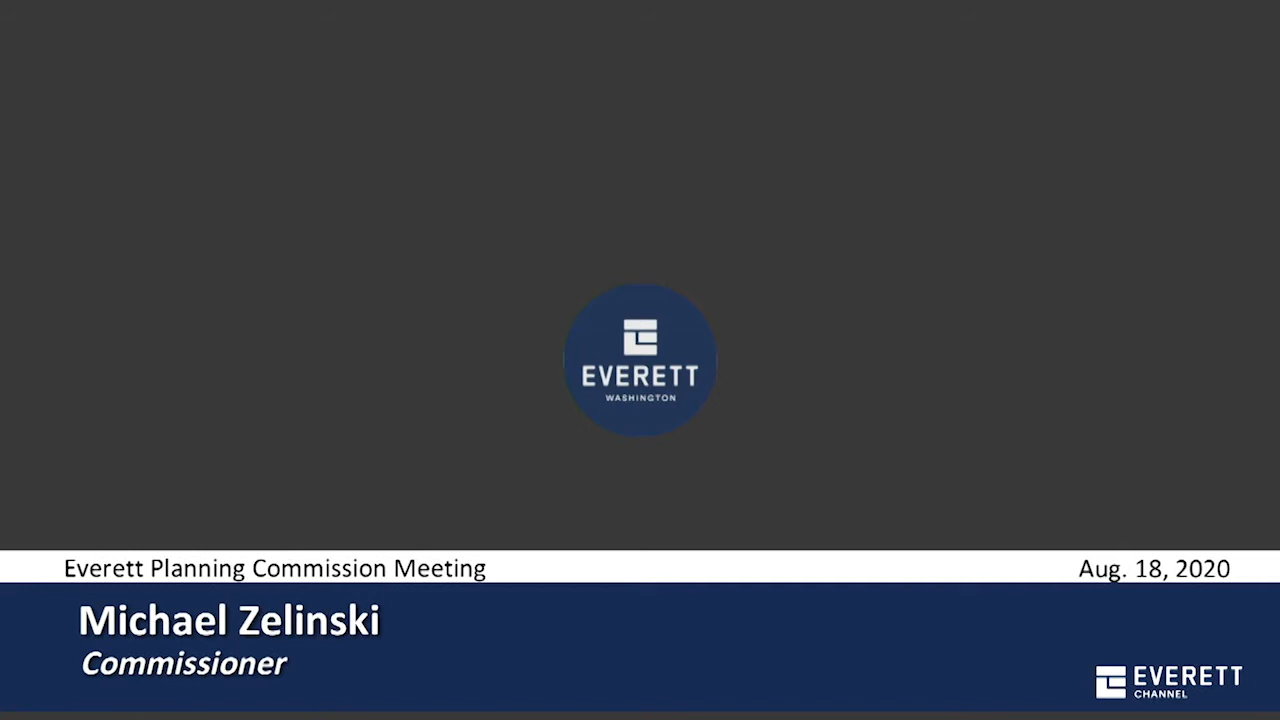 EVERETT
WASHINGTON
Everett Planning Commission Meeting
Aug. 18, 2020
Michael Zelinski
Commissioner
EVERETT
CHANNEL